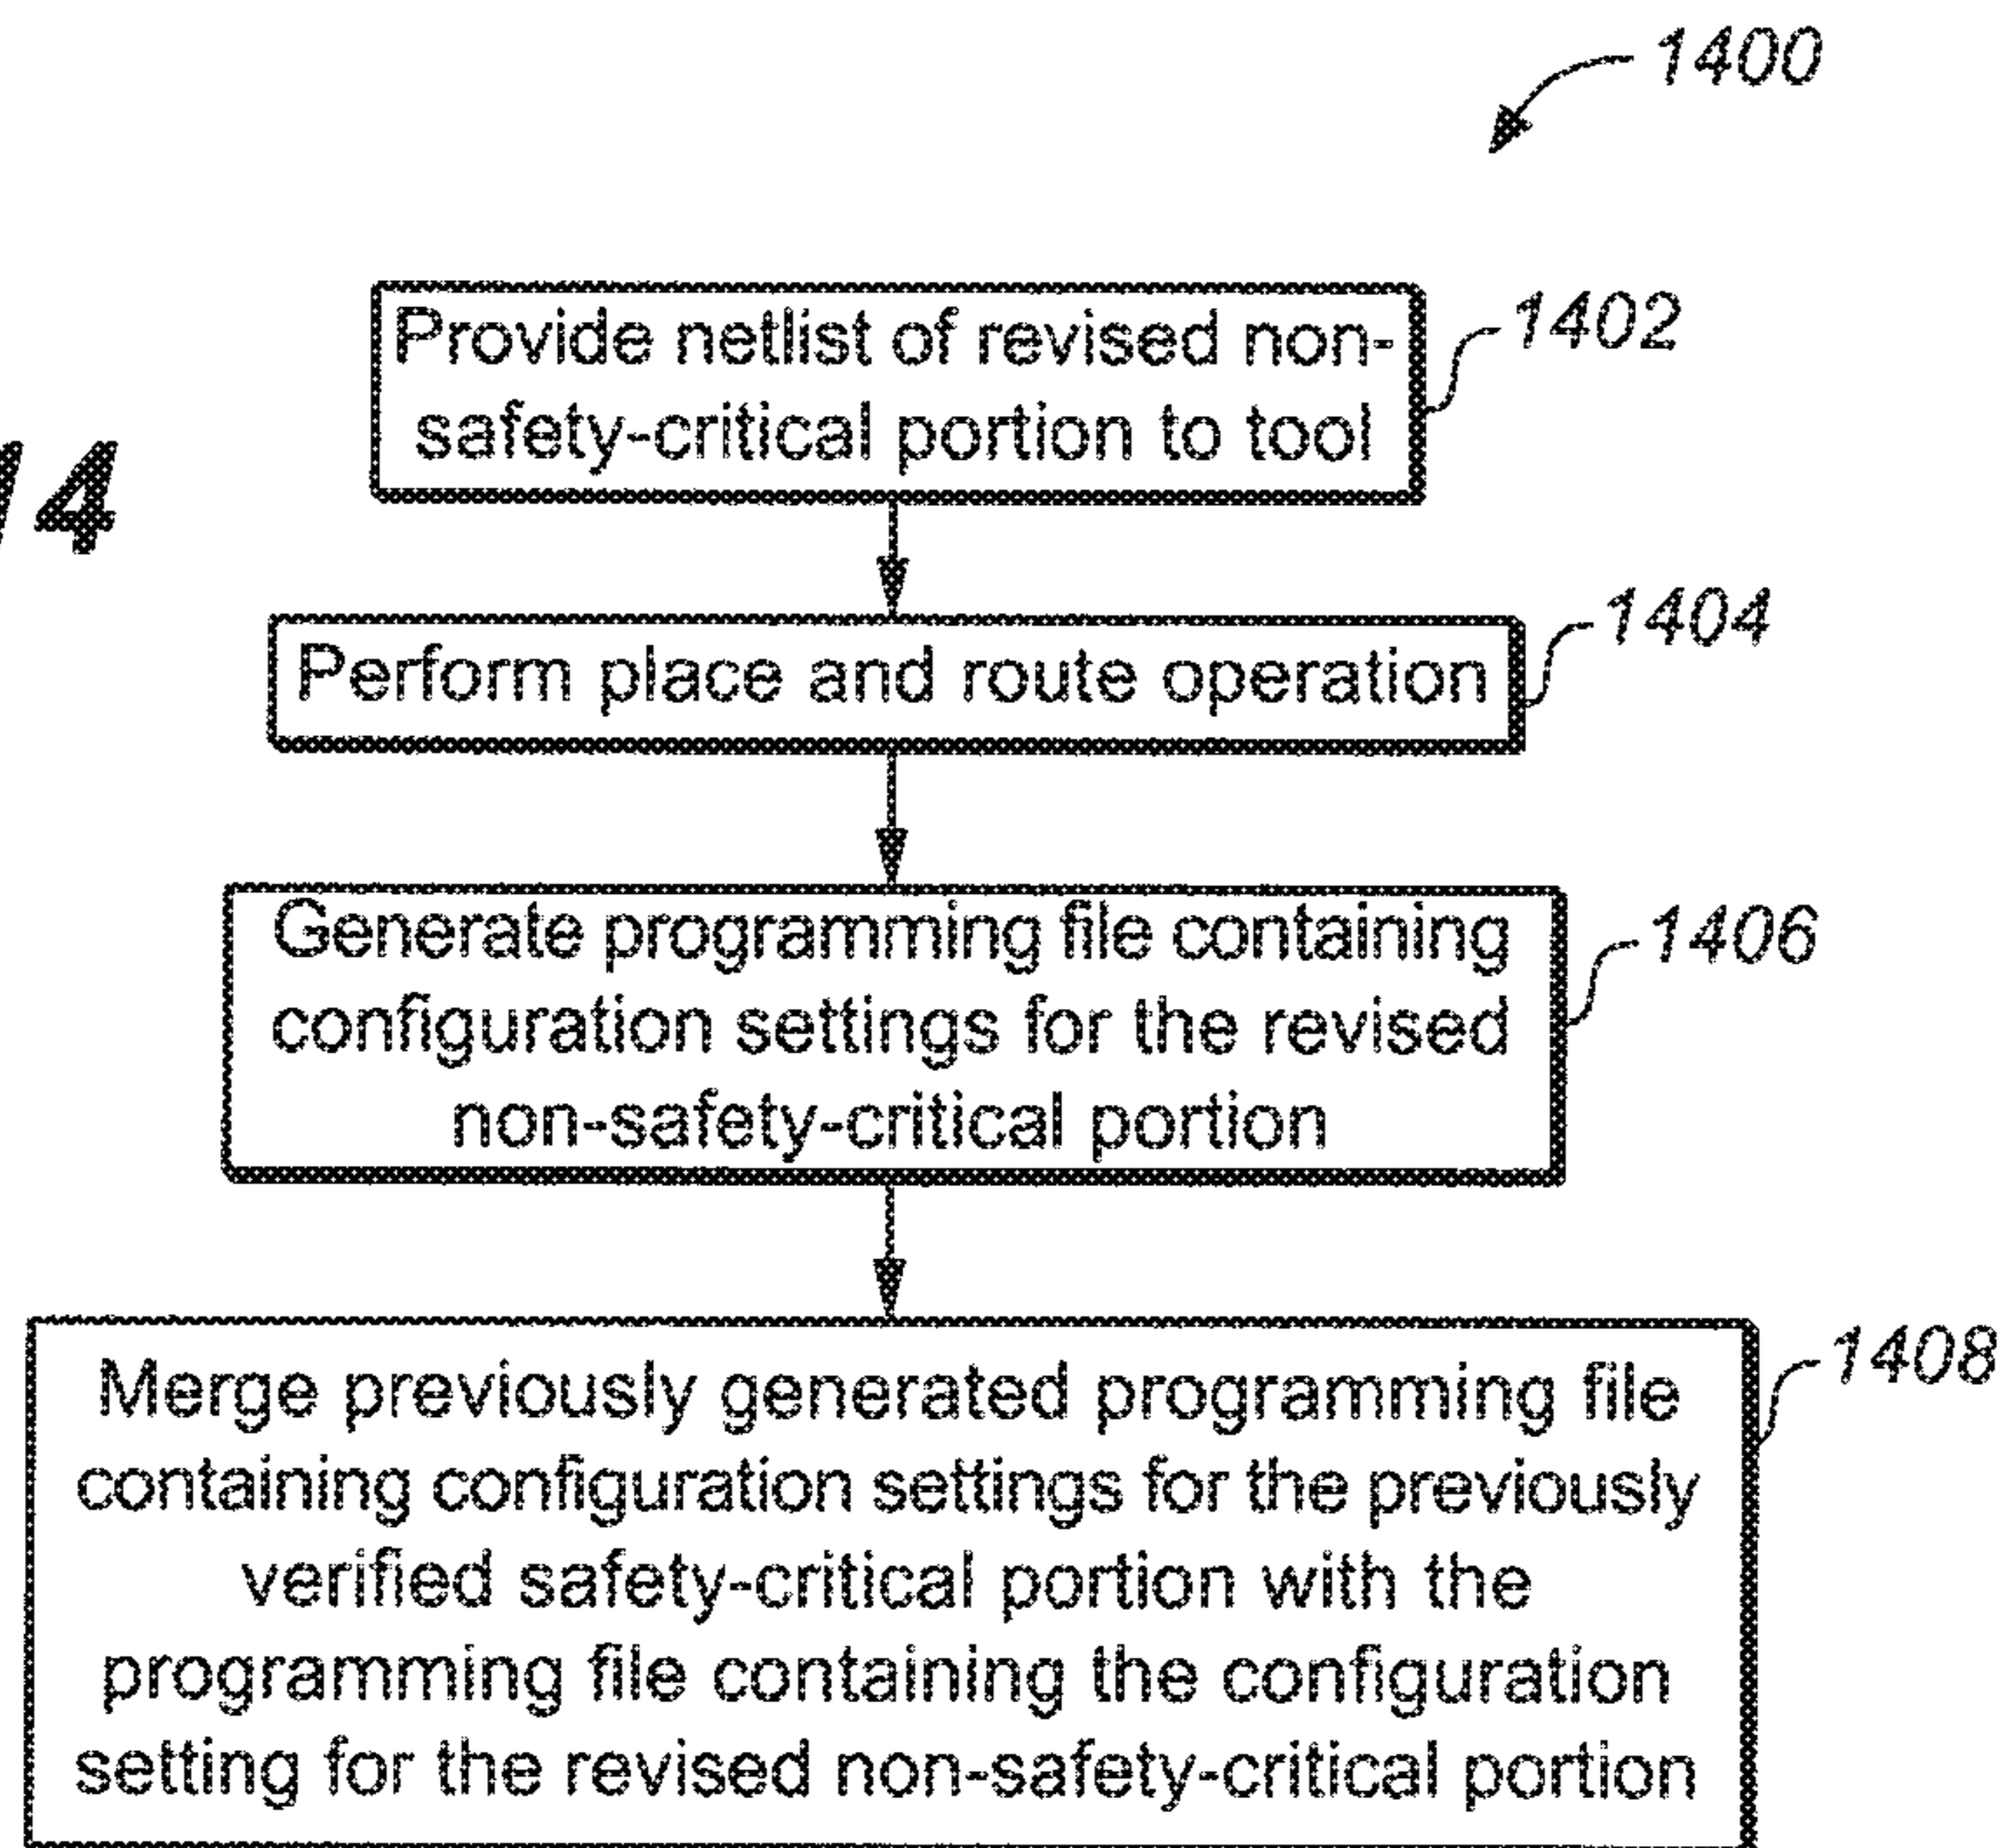 1400
Provide netlist of revised non-
safety-critical portion to tool
1402
14
Perform place and route operation
1404
Generate programming file containing
configuration settings for the revised
non-safety-critical portion
1406
Merge previously generated programming file
containing configuration settings for the previously
verified safety-critical portion with the
programming file containing the configuration
setting for the revised non-safety-critical portion
1408